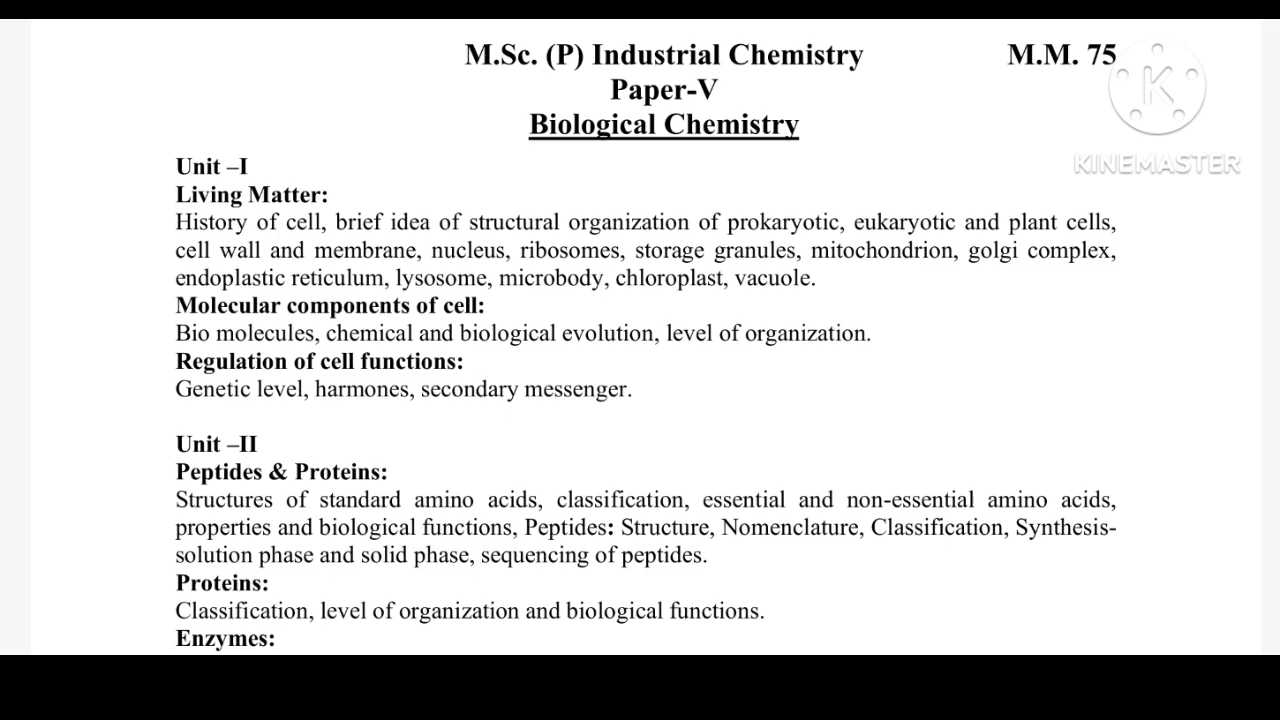 M.Sc. (P) Industrial Chemistry M.M. 75
Paper-V
Biological Chemistry
K
KINEMASTER
Unit –I
Living Matter:
History of cell, brief idea of structural organization of prokaryotic, eukaryotic and plant cells,
cell wall and membrane, nucleus, ribosomes, storage granules, mitochondrion, golgi complex,
endoplastic reticulum, lysosome, microbody, chloroplast, vacuole.
Molecular components of cell:
Bio molecules, chemical and biological evolution, level of organization.
Regulation of cell functions:
Genetic level, harmones, secondary messenger.
Unit –II
Peptides & Proteins:
Structures of standard amino acids, classification, essential and non-essential amino acids,
properties and biological functions, Peptides: Structure, Nomenclature, Classification, Synthesis-
solution phase and solid phase, sequencing of peptides.
Proteins:
Classification, level of organization and biological functions.
Enzymes: